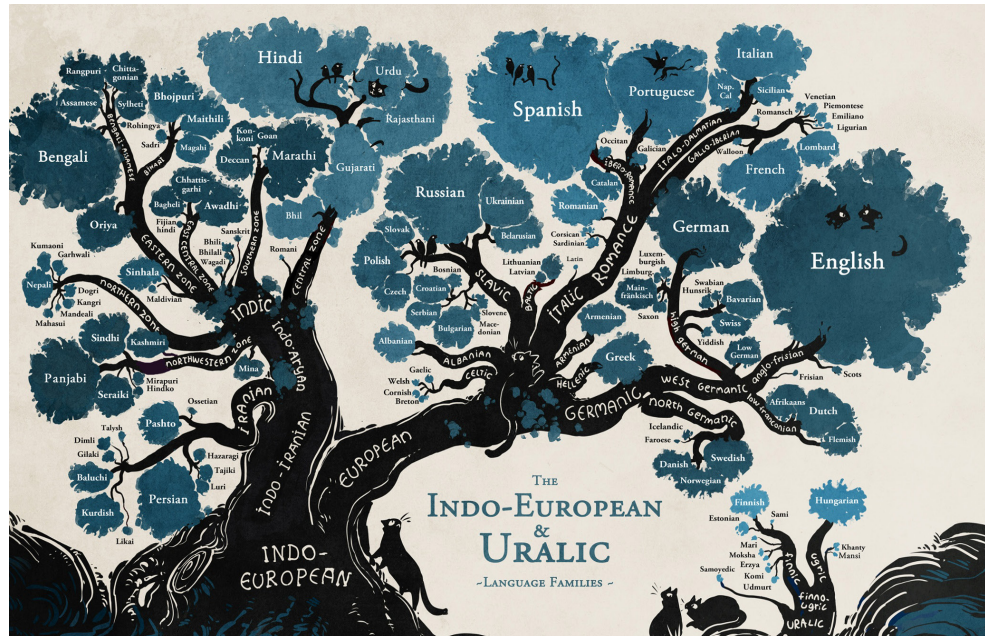 Hindi
Urdu
Rajasthani
Gujarati
Rangpuri
Chitta-
gonian
Assamese
Sylheti
Rohingya
Bengali
Oriya
BENGALI-ASSAMESE
BIHARI
Bhojpuri
Maithili
Sadri
Magahi
EASTERN ZONE
Chhattis-
garhi
Bagheli
Awadhi
Fijian
hindi
EAST CENTRAL ZONE
Kon-
koni
Goan
Deccan
Marathi
Sanskrit
Bhili
Bhilali
Wagadi
SOUTHERN ZONE
Bhil
Romani
CENTRAL ZONE
Kumaoni
Garhwali
Nepali
Dogri
Kangri
Mandeali
Mahasui
NORTHERN ZONE
Sinhala
Maldivian
INDIC
INDO-ARYAN
Sindhi
Kashmiri
Panjabi
Seraiki
Mirapuri
Hindko
NORTHWESTERN ZONE
Mina
IRANIAN
Ossetian
Pashto
Talysh
Dimli
Gilaki
Baluchi
Kurdish
Likai
Persian
Hazaragi
Tajiki
Luri
INDO-IRANIAN
EUROPEAN
INDO-
EUROPEAN
Spanish
Portuguese
Occitan
Galician
Catalan
IBERO-ROMANCE
Italian
Nap.
Cal
Sicilian
Romansch
Venetian
Piemontese
Emiliano
Ligurian
Lombard
Walloon
French
ITALO-DALMATIAN
GALLO-IBERIAN
Romanian
Corsican
Sardinian
Latin
ROMANCE
ITALIC
Russian
Ukrainian
Belarusian
Slovak
Polish
Czech
Bosnian
Croatian
Serbian
Bulgarian
Slovene
Mace-
donian
SLAVIC
Lithuanian
Latvian
BALTIC
Albanian
ALBANIAN
Gaelic
Welsh
Cornish
Breton
CELTIC
Armenian
ARMENIAN
Greek
HELLENIC
GERMANIC
WEST GERMANIC
NORTH GERMANIC
German
Luxem-
burgish
Limburg.
Main-
fränkisch
Saxon
Swabian
Hunsrik
Bavarian
Swiss
Yiddish
Low
German
high german
English
anglo-frisian
Frisian
Scots
low franconian
Afrikaans
Dutch
Flemish
Icelandic
Faroese
Danish
Swedish
Norwegian
THE
INDO-EUROPEAN
&
URALIC
-LANGUAGE FAMILIES -
Finnish
Estonian
Sami
Mari
Moksha
Erzya
Komi
Udmurt
Samoyedic
Hungarian
Khanty
Mansi
finnic
ugric
finno-
ugric
URALIC